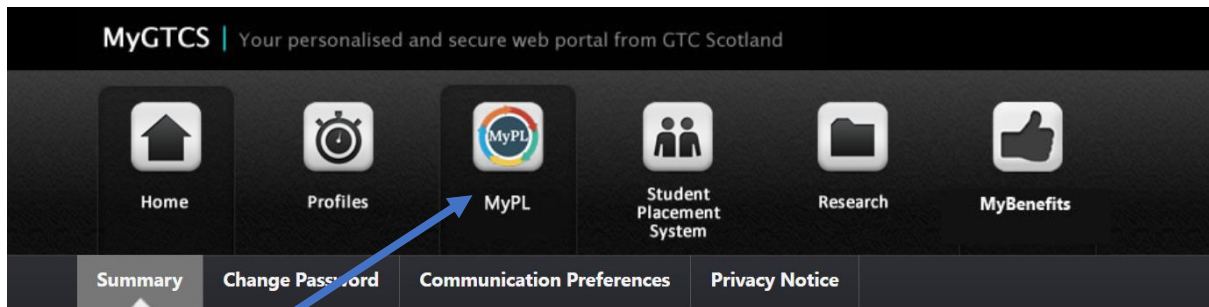 MyGTCS | Your personalised and secure web portal from GTC Scotland
MyPL
Home
Profiles
MyPL
Student
Placement
System
Research
MyBenefits
Summary
Change Password
Communication Preferences
Privacy Notice